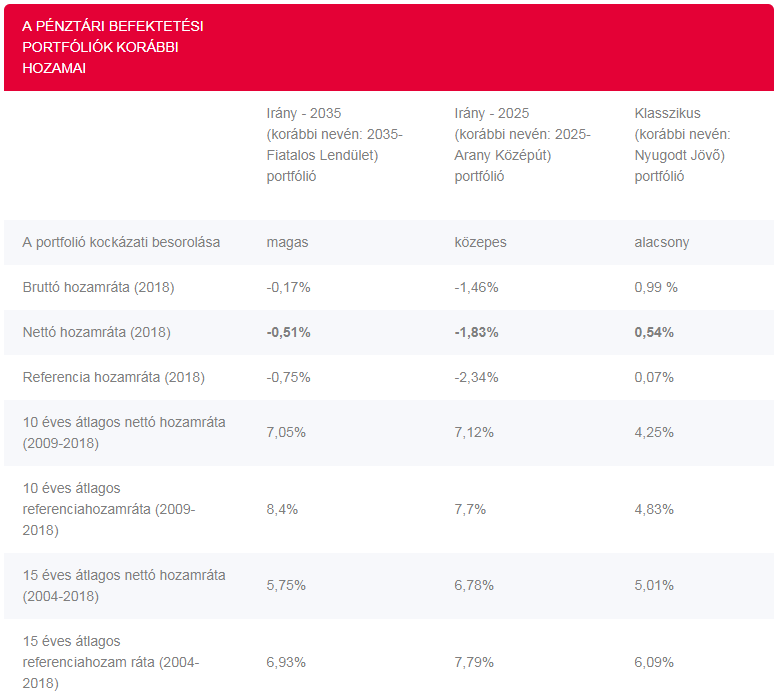 A PÉNZTÁRI BEFEKTETÉSI
PORTFÓLIÓK KORÁBBI
HOZAMAI
Irány - 2035
(korábbi nevén: 2035-
Fiatalos Lendület)
portfólió
Irány - 2025
(korábbi nevén: 2025-
Arany Középút)
portfólió
Klasszikus
(korábbi nevén:
Nyugodt Jövő)
portfólió
A portfolió kockázati besorolása magas közepes alacsony
Bruttó hozamráta (2018) -0,17% -1,46% 0,99 %
Nettó hozamráta (2018) -0,51% -1,83% 0,54%
Referencia hozamráta (2018) -0,75% -2,34% 0,07%
10 éves átlagos nettó hozamráta
(2009-2018)
7,05% 7,12% 4,25%
10 éves átlagos
referenciahozamráta (2009-
2018)
8,4% 7,7% 4,83%
15 éves átlagos nettó hozamráta
(2004-2018)
5,75% 6,78% 5,01%
15 éves átlagos
referenciahozam ráta (2004-
2018)
6,93% 7,79% 6,09%